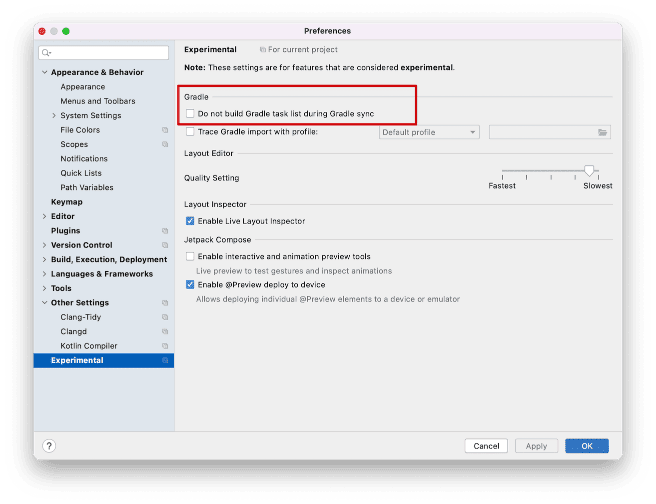 Preferences
Experimental For current project
Note: These settings are for features that are considered experimental.
Appearance & Behavior
Appearance
Menus and Toolbars
System Settings
File Colors
Scopes
Notifications
Quick Lists
Path Variables
Keymap
Editor
Plugins
Version Control
Build, Execution, Deployment
Languages & Frameworks
Tools
Other Settings
Clang-Tidy
Clangd
Kotlin Compiler
Experimental
Gradle
Do not build Gradle task list during Gradle sync
Trace Gradle import with profile: Default profile
Layout Editor
Quality Setting
Fastest Slowest
Layout Inspector
Enable Live Layout Inspector
Jetpack Compose
Enable interactive and animation preview tools
Live preview to test gestures and inspect animations
Enable @Preview deploy to device
Allows deploying individual @Preview elements to a device or emulator
? Cancel Apply OK